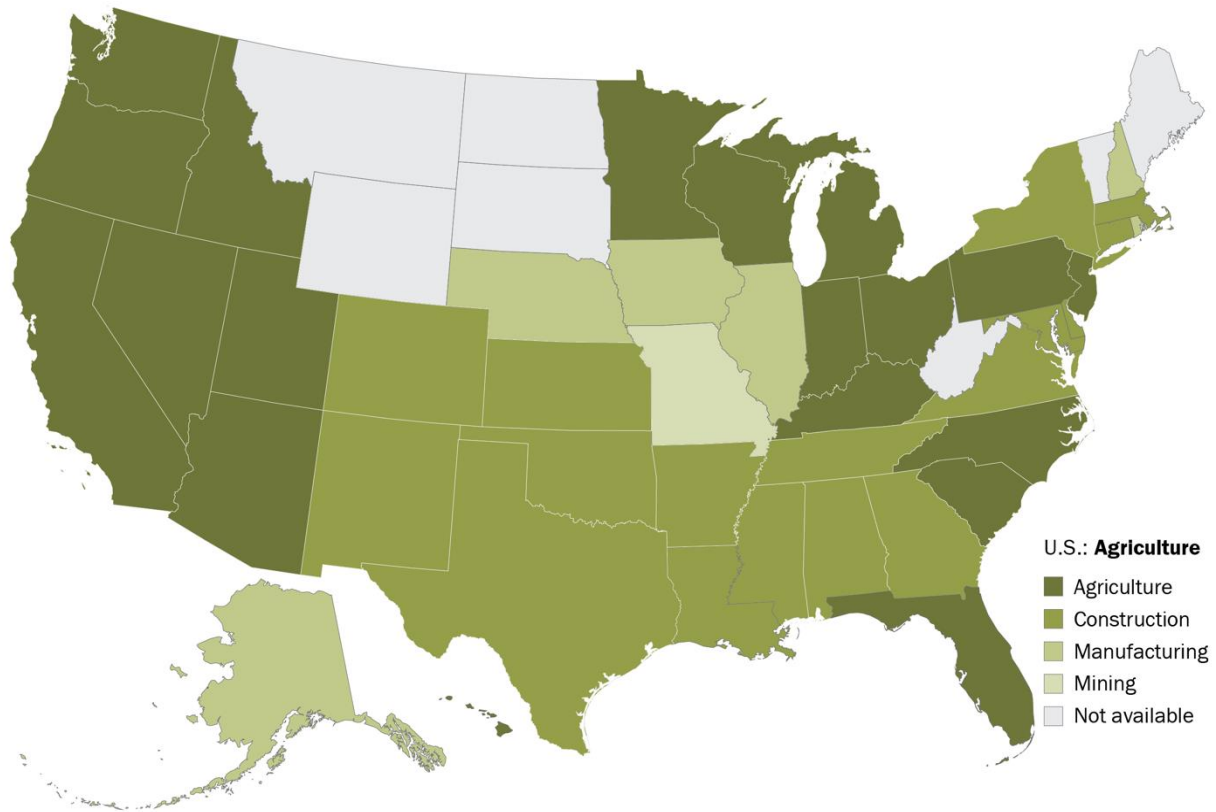 U.S.: Agriculture
Agriculture
Construction
Manufacturing
Mining
Not available